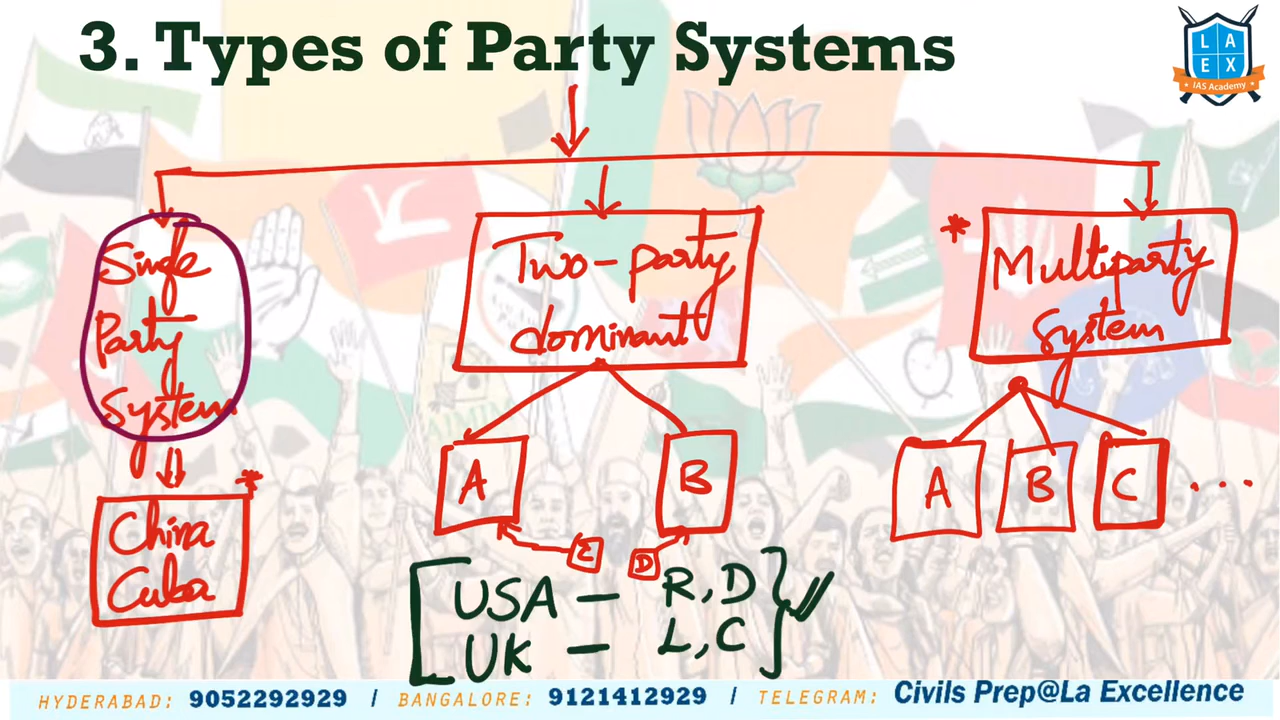 3. Types of Party Systems
L A
E X
IAS Academy
Single
Party
System
Two-party
dominant
*
Multiparty
System
*
China
Cuba
A
B
A
B
C
...
E
D
USA - R, D
UK - L, C
HYDERABAD: 9052292929 / BANGALORE: 9121412929 / TELEGRAM: Civils Prep@La Excellence